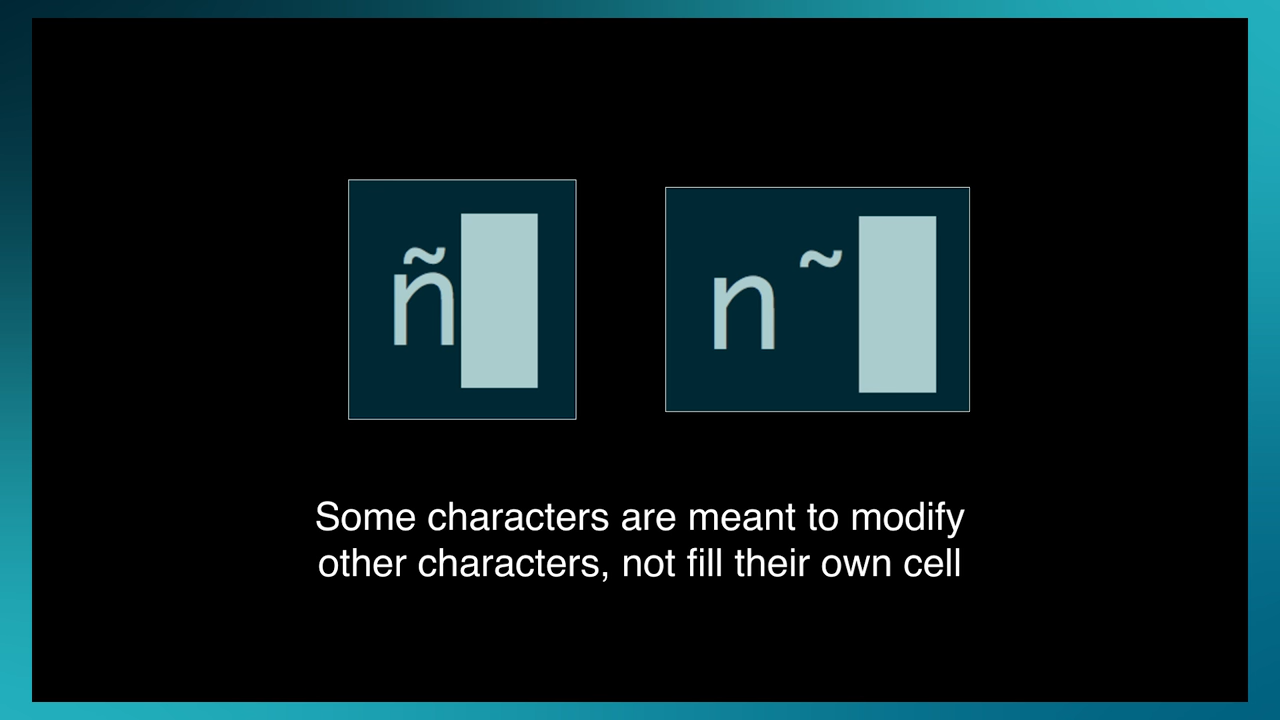 ñ
n ˜
Some characters are meant to modify
other characters, not fill their own cell